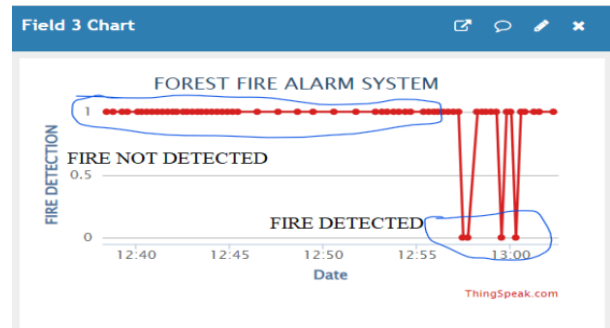 Field 3 Chart
FOREST FIRE ALARM SYSTEM
FIRE DETECTION
1
FIRE NOT DETECTED
0.5
FIRE DETECTED
0
12:40 12:45 12:50 12:55 13:00
Date
ThingSpeak.com